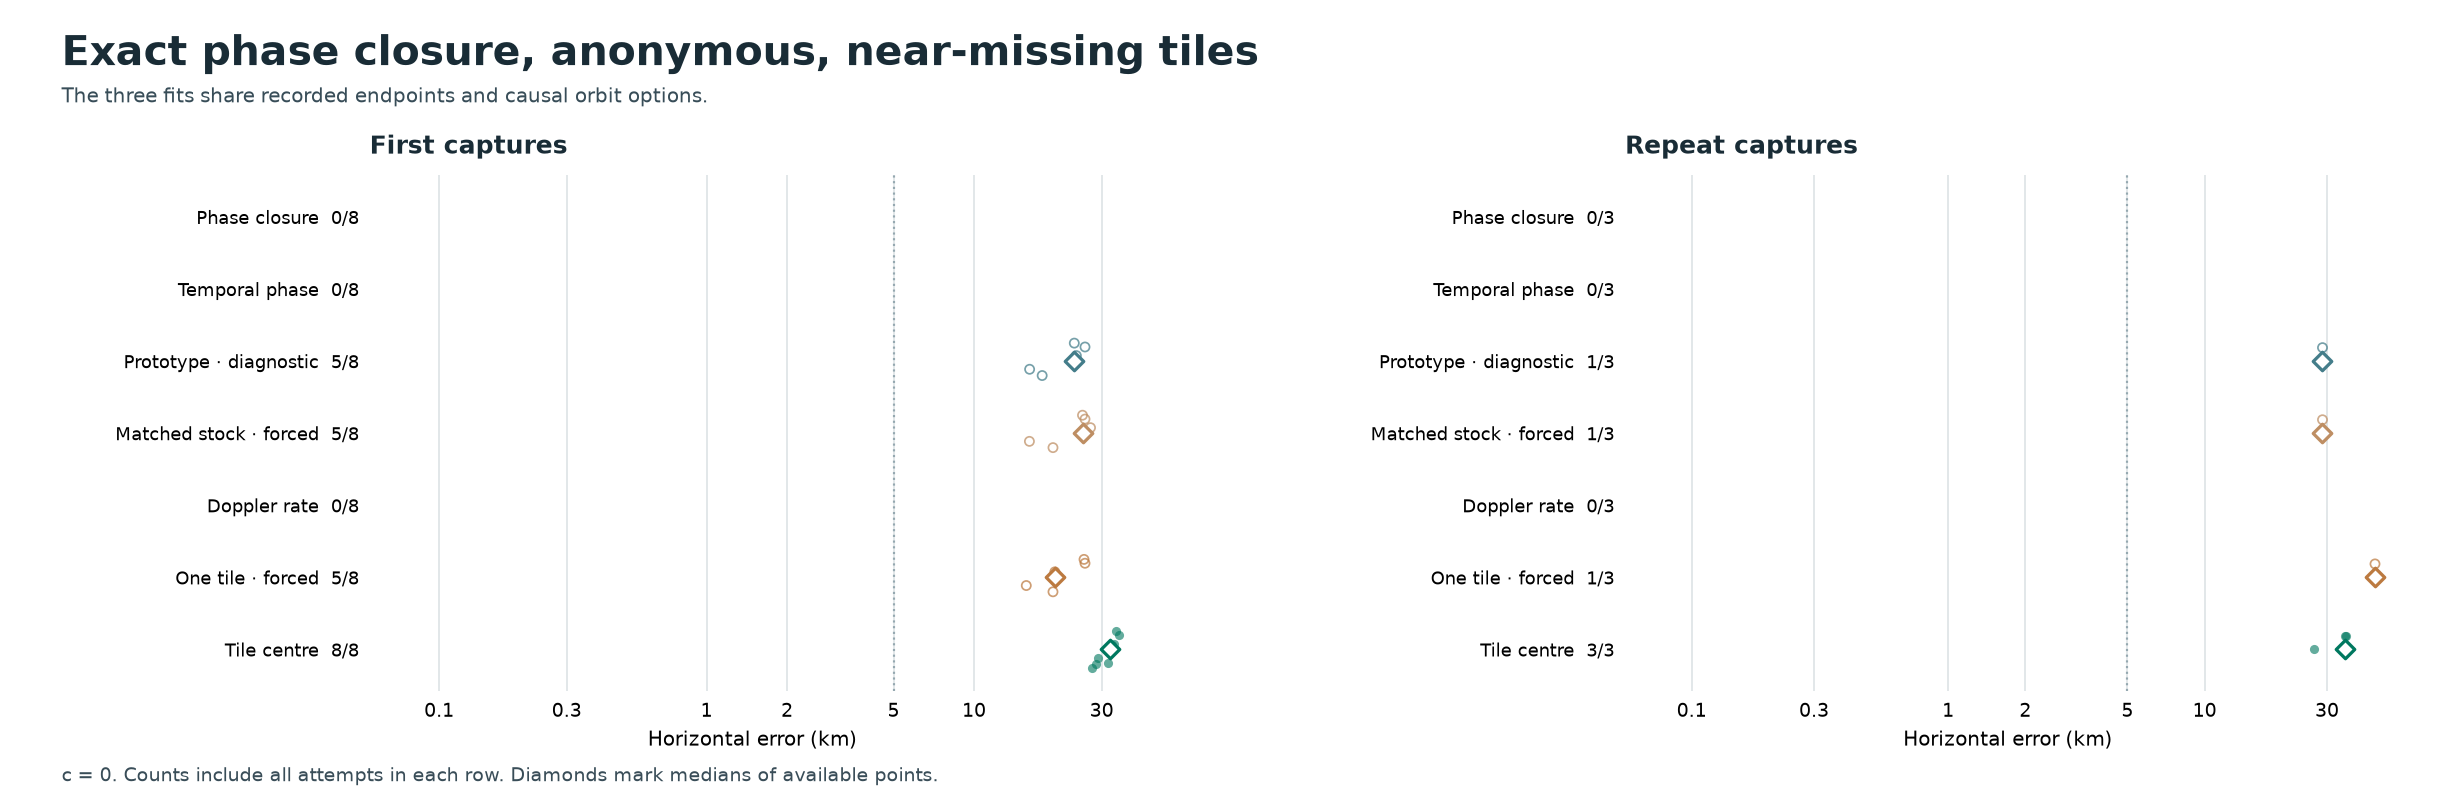 Exact phase closure, anonymous, near-missing tiles
The three fits share recorded endpoints and causal orbit options.
First captures
Phase closure 0/8
Temporal phase 0/8
Prototype · diagnostic 5/8
Matched stock · forced 5/8
Doppler rate 0/8
One tile · forced 5/8
Tile centre 8/8
0.1 0.3 1 2 5 10 30
Horizontal error (km)
Repeat captures
Phase closure 0/3
Temporal phase 0/3
Prototype · diagnostic 1/3
Matched stock · forced 1/3
Doppler rate 0/3
One tile · forced 1/3
Tile centre 3/3
0.1 0.3 1 2 5 10 30
Horizontal error (km)
c = 0. Counts include all attempts in each row. Diamonds mark medians of available points.